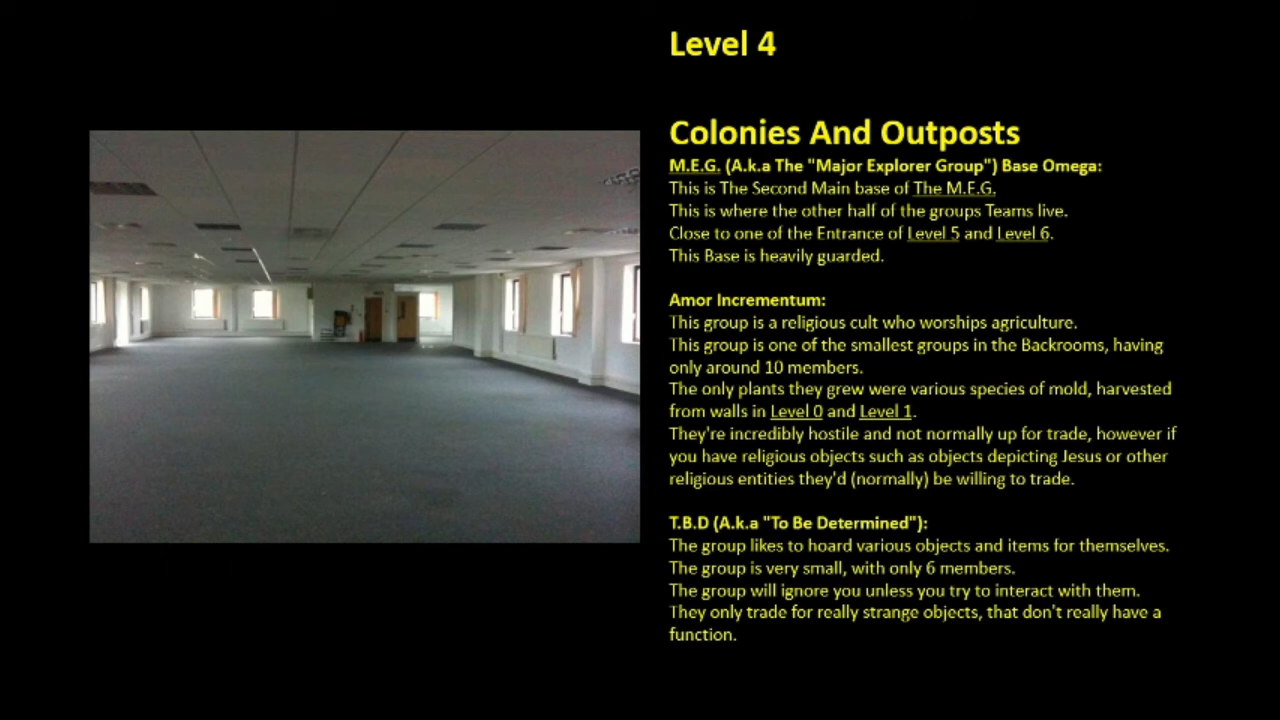 Level 4
Colonies And Outposts
M.E.G. (A.k.a The "Major Explorer Group") Base Omega:
This is The Second Main base of The M.E.G.
This is where the other half of the groups Teams live.
Close to one of the Entrance of Level 5 and Level 6.
This Base is heavily guarded.
Amor Incrementum:
This group is a religious cult who worships agriculture.
This group is one of the smallest groups in the Backrooms, having
only around 10 members.
The only plants they grew were various species of mold, harvested
from walls in Level 0 and Level 1.
They're incredibly hostile and not normally up for trade, however if
you have religious objects such as objects depicting Jesus or other
religious entities they'd (normally) be willing to trade.
T.B.D (A.k.a "To Be Determined"):
The group likes to hoard various objects and items for themselves.
The group is very small, with only 6 members.
The group will ignore you unless you try to interact with them.
They only trade for really strange objects, that don't really have a
function.